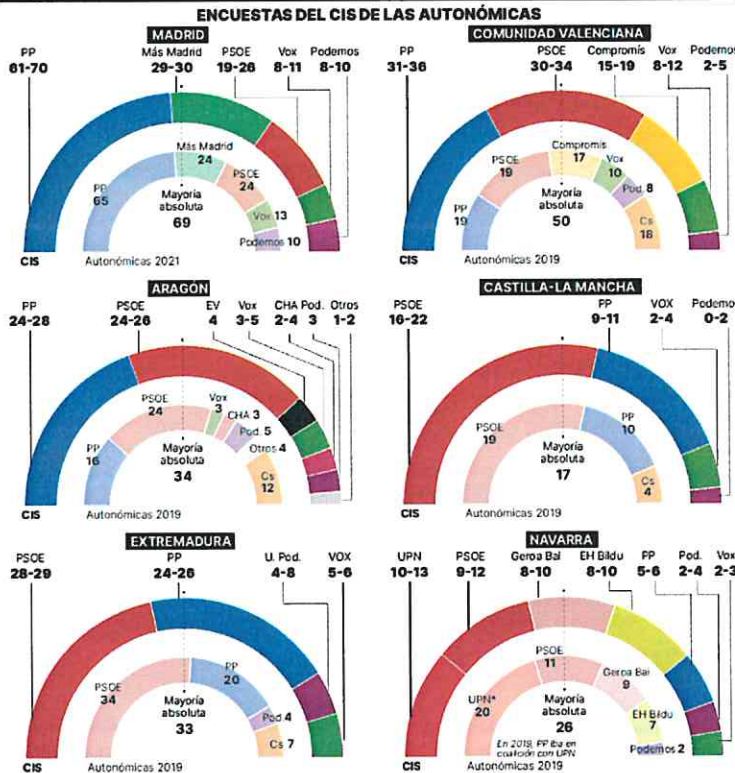 ENCUESTAS DEL CIS DE LAS AUTONÓMICAS
MADRID
PP
61-70
Más Madrid
29-30
PSOE
19-26
Vox
8-11
Podemos
8-10
Más Madrid
24
PSOE
24
PP
65
Vox 13
Podemos 10
Mayoría
absoluta
69
CIS
Autonómicas 2021
COMUNIDAD VALENCIANA
PP
31-36
PSOE
30-34
Compromís
15-19
Vox
8-12
Podemos
2-5
Compromís
17
PSOE
19
Vox
10
Pod. 8
PP
19
Cs
18
Mayoría
absoluta
50
CIS
Autonómicas 2019
ARAGÓN
PP
24-28
PSOE
24-26
EV
4
Vox
3-5
CHA
2-4
Pod.
3
Otros
1-2
PSOE
24
Vox
3
CHA 3
Pod. 5
Otros 4
PP
16
Cs
12
Mayoría
absoluta
34
CIS
Autonómicas 2019
CASTILLA-LA MANCHA
PSOE
16-22
PP
9-11
VOX
2-4
Podemo
0-2
PSOE
19
PP
10
Cs
4
Mayoría
absoluta
17
CIS
Autonómicas 2019
EXTREMADURA
PSOE
28-29
PP
24-26
U. Pod.
4-8
VOX
5-6
PSOE
34
PP
20
Pod 4
Cs 7
Mayoría
absoluta
33
CIS
Autonómicas 2019
NAVARRA
UPN
10-13
PSOE
9-12
Geroa Bai
8-10
EH Bildu
8-10
PP
5-6
Pod.
2-4
Vox
2-3
PSOE
11
Geroa Bai
9
UPN*
20
EH Bildu
7
Podemos 2
Mayoría
absoluta
26
En 2019, PP iba en
coalición con UPN
CIS
Autonómicas 2019